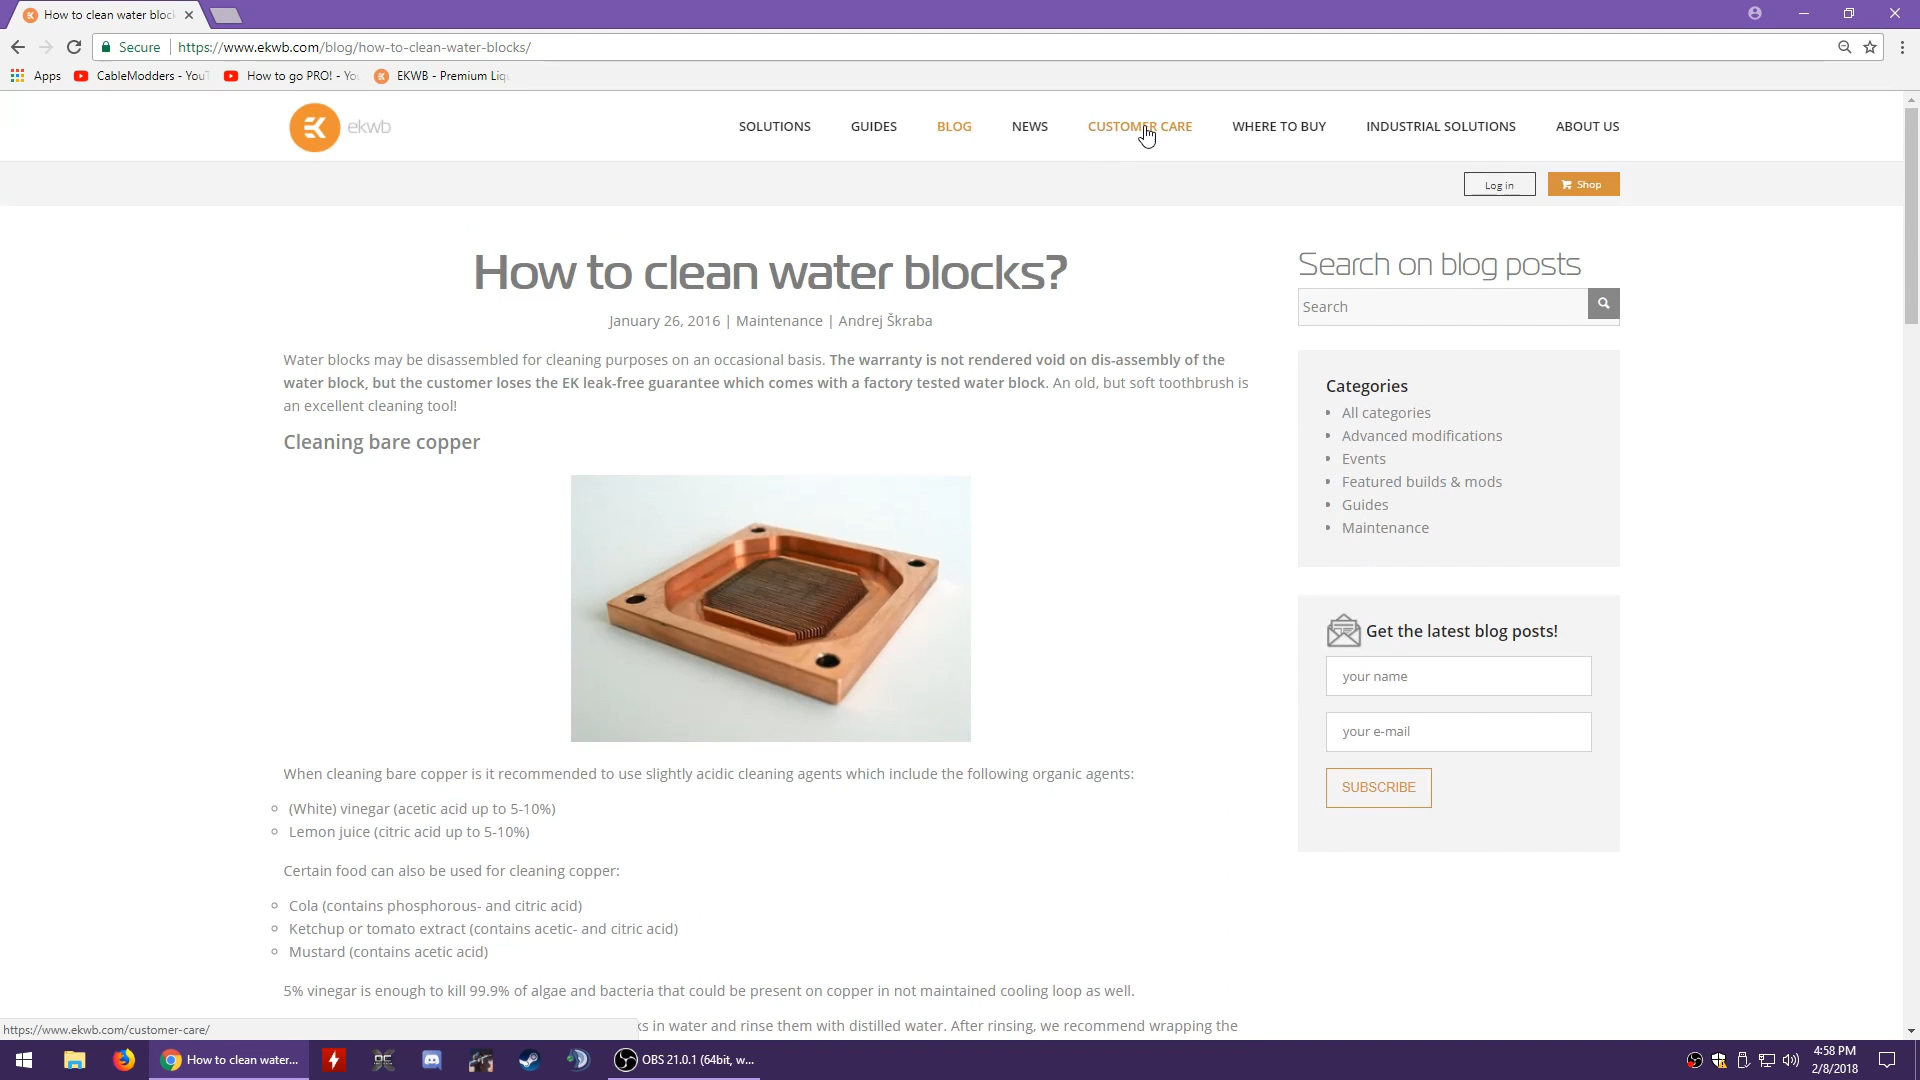 How to clean water bloc
Secure
https://www.ekwb.com/blog/how-to-clean-water-blocks/
Apps
CableModders - YouT
How to go PRO! - Yo
EKWB - Premium Liq
ekwb
SOLUTIONS
GUIDES
BLOG
NEWS
CUSTOMER CARE
WHERE TO BUY
INDUSTRIAL SOLUTIONS
ABOUT US
Log in
Shop
How to clean water blocks?
January 26, 2016 | Maintenance | Andrej Škraba
Water blocks may be disassembled for cleaning purposes on an occasional basis. The warranty is not rendered void on dis-assembly of the
water block, but the customer loses the EK leak-free guarantee which comes with a factory tested water block. An old, but soft toothbrush is
an excellent cleaning tool!
Cleaning bare copper
When cleaning bare copper is it recommended to use slightly acidic cleaning agents which include the following organic agents:
(White) vinegar (acetic acid up to 5-10%)
Lemon juice (citric acid up to 5-10%)
Certain food can also be used for cleaning copper:
Cola (contains phosphorous- and citric acid)
Ketchup or tomato extract (contains acetic- and citric acid)
Mustard (contains acetic acid)
5% vinegar is enough to kill 99.9% of algae and bacteria that could be present on copper in not maintained cooling loop as well.
ks in water and rinse them with distilled water. After rinsing, we recommend wrapping the
Search on blog posts
Search
Categories
All categories
Advanced modifications
Events
Featured builds & mods
Guides
Maintenance
Get the latest blog posts!
your name
your e-mail
SUBSCRIBE
https://www.ekwb.com/customer-care/
How to clean water...
OBS 21.0.1 (64bit, w...
4:58 PM
2/8/2018